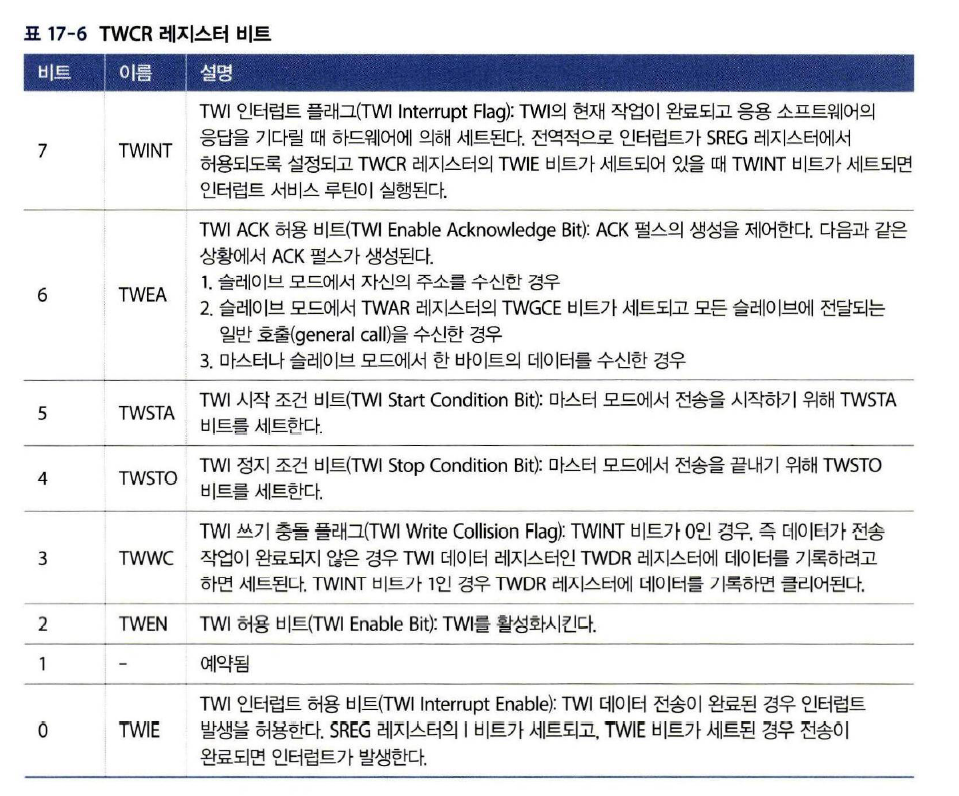 표 17-6 TWCR 레지스터 비트
비트 이름 설명
7 TWINT TWI 인터럽트 플래그(TWI Interrupt Flag): TWI의 현재 작업이 완료되고 응용 소프트웨어의
응답을 기다릴 때 하드웨어에 의해 세트된다. 전역적으로 인터럽트가 SREG 레지스터에서
허용되도록 설정되고 TWCR 레지스터의 TWIE 비트가 세트되어 있을 때 TWINT 비트가 세트되면
인터럽트 서비스 루틴이 실행된다.
6 TWEA TWI ACK 허용 비트(TWI Enable Acknowledge Bit): ACK 펄스의 생성을 제어한다. 다음과 같은
상황에서 ACK 펄스가 생성된다.
1. 슬레이브 모드에서 자신의 주소를 수신한 경우
2. 슬레이브 모드에서 TWAR 레지스터의 TWGCE 비트가 세트되고 모든 슬레이브에 전달되는
일반 호출(general call)을 수신한 경우
3. 마스터나 슬레이브 모드에서 한 바이트의 데이터를 수신한 경우
5 TWSTA TWI 시작 조건 비트(TWI Start Condition Bit): 마스터 모드에서 전송을 시작하기 위해 TWSTA
비트를 세트한다.
4 TWSTO TWI 정지 조건 비트(TWI Stop Condition Bit): 마스터 모드에서 전송을 끝내기 위해 TWSTO
비트를 세트한다.
3 TWWC TWI 쓰기 충돌 플래그(TWI Write Collision Flag): TWINT 비트가 0인 경우, 즉 데이터가 전송
작업이 완료되지 않은 경우 TWI 데이터 레지스터인 TWDR 레지스터에 데이터를 기록하려고
하면 세트된다. TWINT 비트가 1인 경우 TWDR 레지스터에 데이터를 기록하면 클리어된다.
2 TWEN TWI 허용 비트(TWI Enable Bit): TWI를 활성화시킨다.
1 - 예약됨
0 TWIE TWI 인터럽트 허용 비트(TWI Interrupt Enable): TWI 데이터 전송이 완료된 경우 인터럽트
발생을 허용한다. SREG 레지스터의 I 비트가 세트되고, TWIE 비트가 세트된 경우 전송이
완료되면 인터럽트가 발생한다.